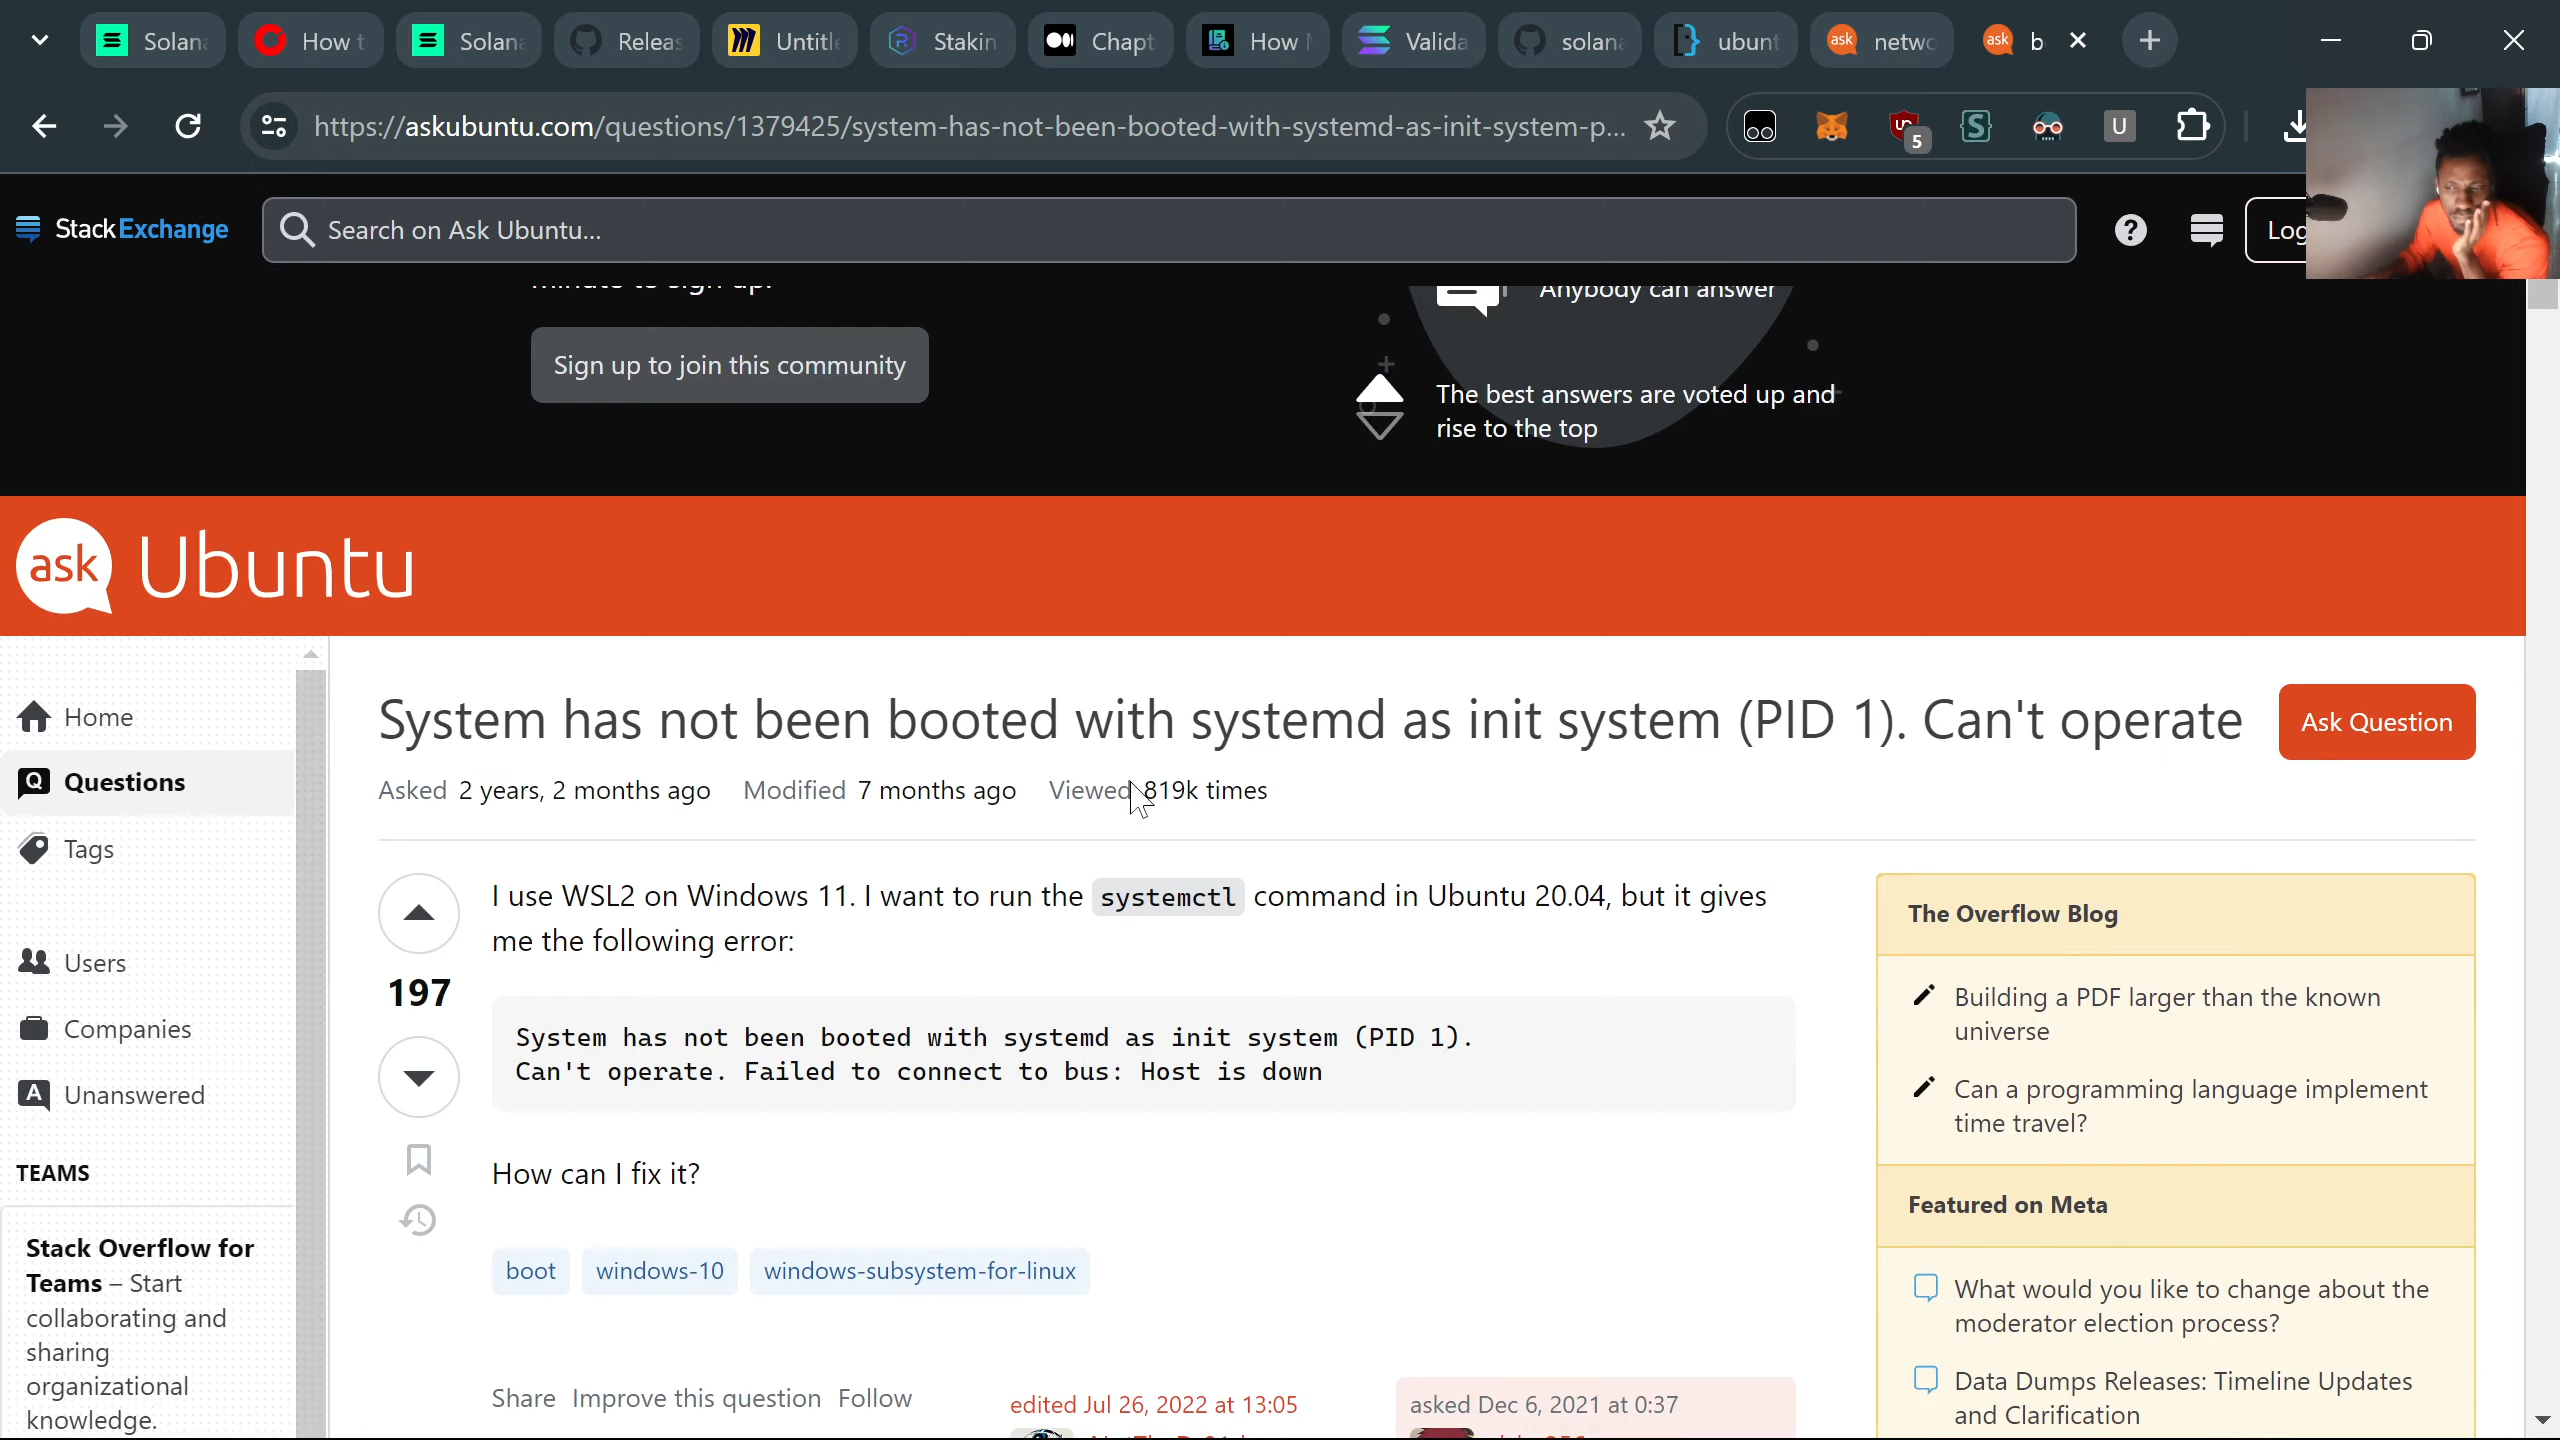 Solan
How t
Solan
Releas
Untitle
Stakin
Chapt
How
Valida
solan
ubunt
netwo
b
https://askubuntu.com/questions/1379425/system-has-not-been-booted-with-systemd-as-init-system-p...
5
U
StackExchange
Search on Ask Ubuntu...
Log
minute to sign up.
Anybody can answer
Sign up to join this community
The best answers are voted up and
rise to the top
ask Ubuntu
Home
Questions
Tags
Users
Companies
Unanswered
TEAMS
Stack Overflow for
Teams – Start
collaborating and
sharing
organizational
knowledge.
System has not been booted with systemd as init system (PID 1). Can't operate
Ask Question
Asked 2 years, 2 months ago Modified 7 months ago Viewed 819k times
197
I use WSL2 on Windows 11. I want to run the systemctl command in Ubuntu 20.04, but it gives
me the following error:
System has not been booted with systemd as init system (PID 1).
Can't operate. Failed to connect to bus: Host is down
How can I fix it?
boot windows-10 windows-subsystem-for-linux
Share Improve this question Follow
edited Jul 26, 2022 at 13:05
asked Dec 6, 2021 at 0:37
The Overflow Blog
Building a PDF larger than the known
universe
Can a programming language implement
time travel?
Featured on Meta
What would you like to change about the
moderator election process?
Data Dumps Releases: Timeline Updates
and Clarification